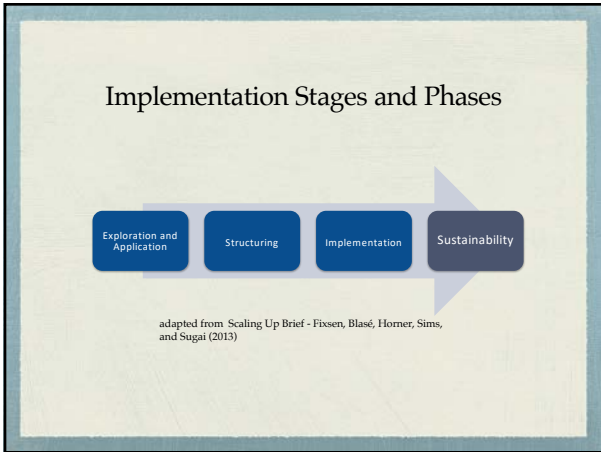 Implementation Stages and Phases
Exploration and
Application
Structuring
Implementation
Sustainability
adapted from Scaling Up Brief - Fixsen, Blasé, Horner, Sims,
and Sugai (2013)